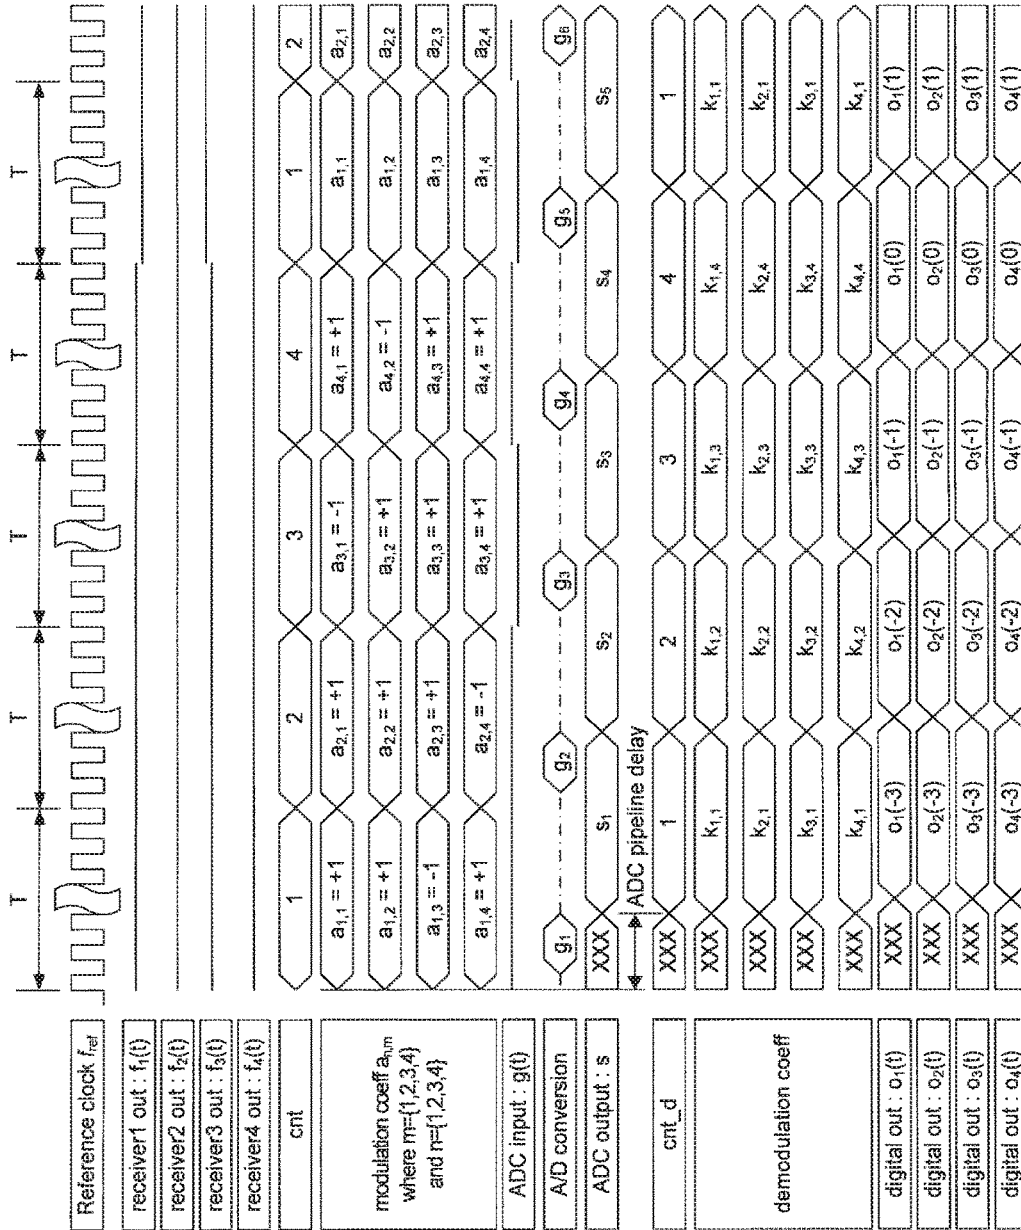 T T T T T
Reference clock f_ref
receiver1 out : f₁(t)
receiver2 out : f₂(t)
receiver3 out : f₃(t)
receiver4 out : f₄(t)
cnt 1 2 3 4 1 2
modulation coeff a_n,m
where m={1,2,3,4}
and n={1,2,3,4}
a₁,₁ = +1 a₂,₁ = +1 a₃,₁ = -1 a₄,₁ = +1 a₁,₁ a₂,₁
a₁,₂ = +1 a₂,₂ = +1 a₃,₂ = +1 a₄,₂ = -1 a₁,₂ a₂,₂
a₁,₃ = -1 a₂,₃ = +1 a₃,₃ = +1 a₄,₃ = +1 a₁,₃ a₂,₃
a₁,₄ = +1 a₂,₄ = -1 a₃,₄ = +1 a₄,₄ = +1 a₁,₄ a₂,₄
ADC input : g(t)
A/D conversion g₁ g₂ g₃ g₄ g₅ g₆
ADC output : s XXX s₁ s₂ s₃ s₄ s₅
ADC pipeline delay
cnt_d XXX 1 2 3 4 1
demodulation coeff
XXX k₁,₁ k₁,₂ k₁,₃ k₁,₄ k₁,₁
XXX k₂,₁ k₂,₂ k₂,₃ k₂,₄ k₂,₁
XXX k₃,₁ k₃,₂ k₃,₃ k₃,₄ k₃,₁
XXX k₄,₁ k₄,₂ k₄,₃ k₄,₄ k₄,₁
digital out : o₁(t) XXX o₁(-3) o₁(-2) o₁(-1) o₁(0) o₁(1)
digital out : o₂(t) XXX o₂(-3) o₂(-2) o₂(-1) o₂(0) o₂(1)
digital out : o₃(t) XXX o₃(-3) o₃(-2) o₃(-1) o₃(0) o₃(1)
digital out : o₄(t) XXX o₄(-3) o₄(-2) o₄(-1) o₄(0) o₄(1)